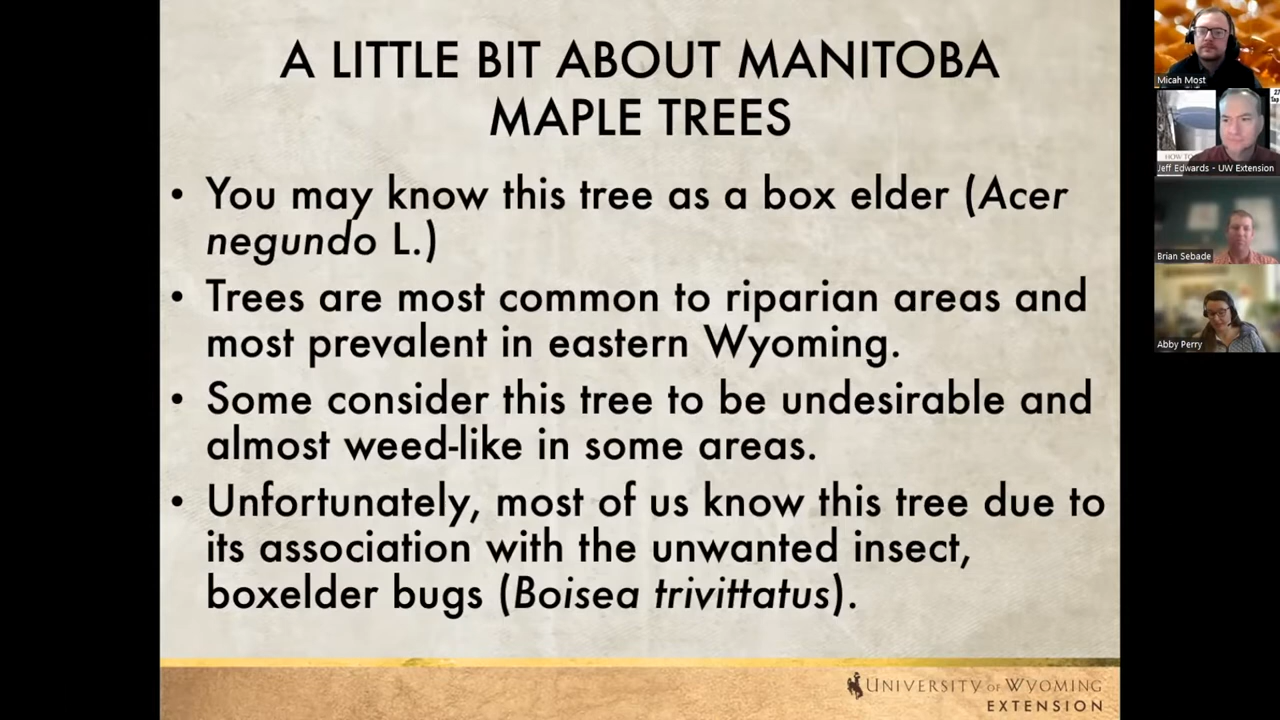 A LITTLE BIT ABOUT MANITOBA
MAPLE TREES
• You may know this tree as a box elder (Acer
negundo L.)
• Trees are most common to riparian areas and
most prevalent in eastern Wyoming.
• Some consider this tree to be undesirable and
almost weed-like in some areas.
• Unfortunately, most of us know this tree due to
its association with the unwanted insect,
boxelder bugs (Boisea trivittatus).
UNIVERSITY OF WYOMING
EXTENSION
Micah Most
HOW TO
Jeff Edwards - UW Extension
Brian Sebade
Abby Perry